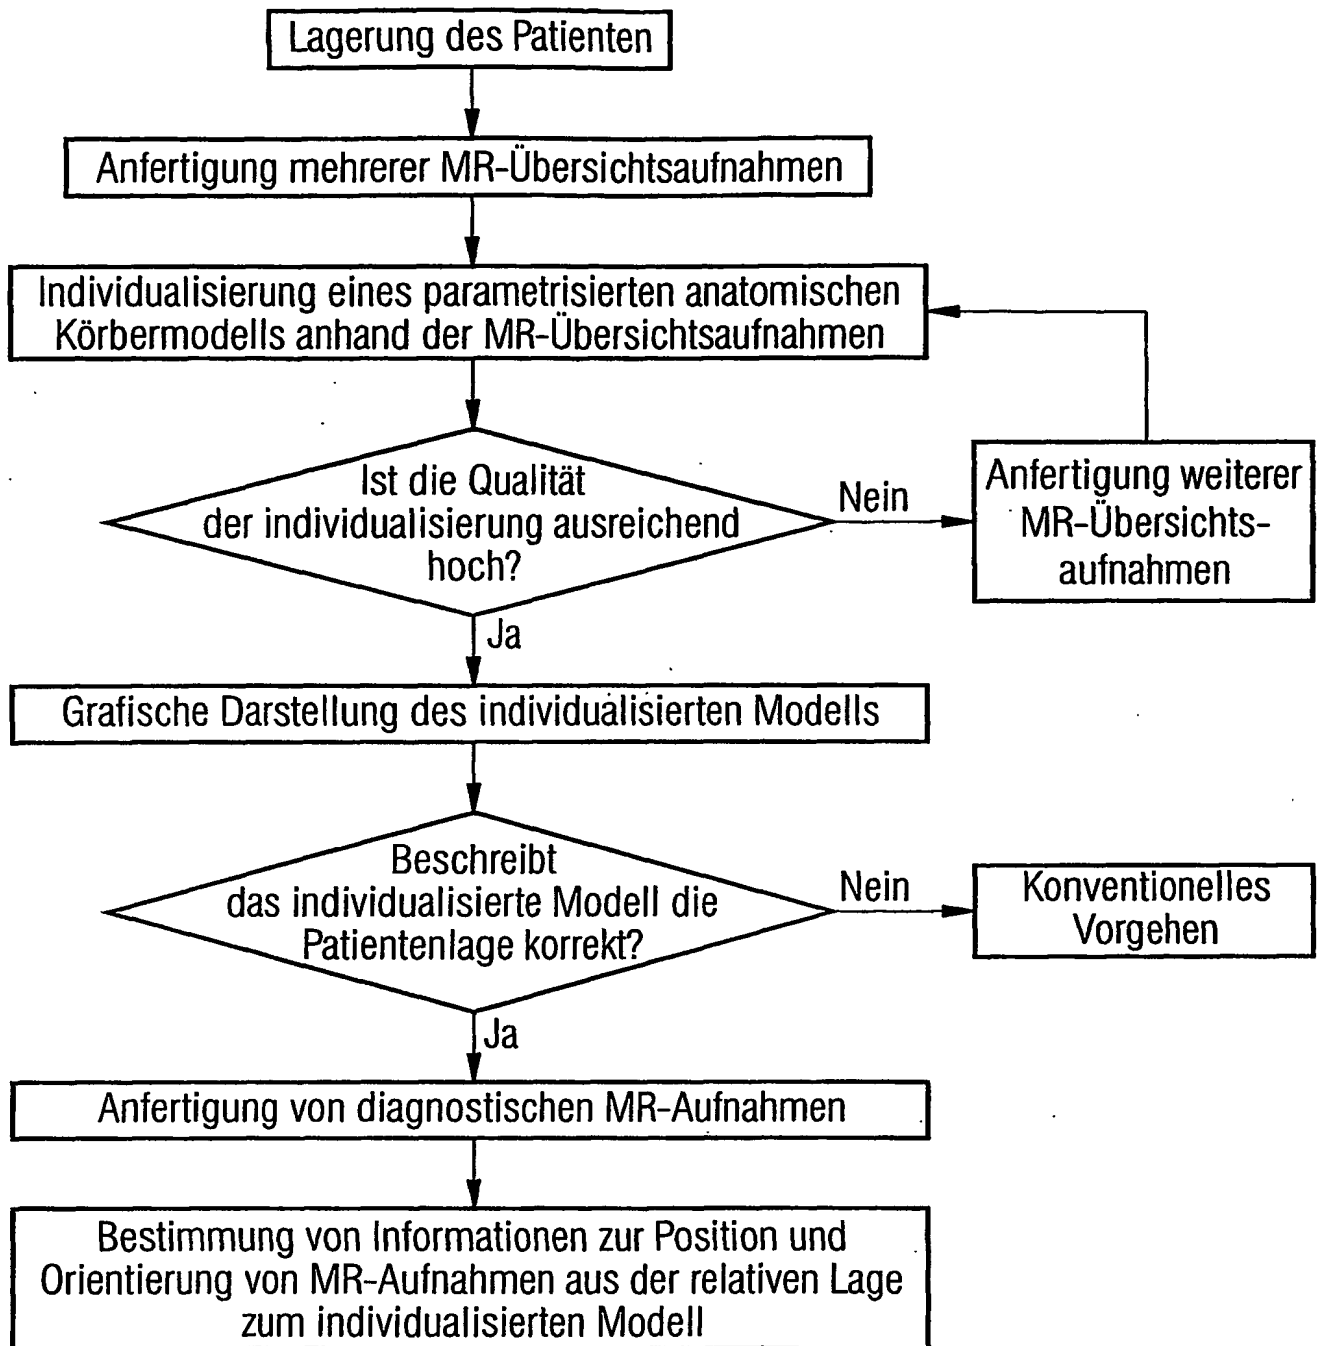 Lagerung des Patienten
Anfertigung mehrerer MR-Übersichtsaufnahmen
Individualisierung eines parametrisierten anatomischen
Körbermodells anhand der MR-Übersichtsaufnahmen
Ist die Qualität
der individualisierung ausreichend
hoch?
Nein
Anfertigung weiterer
MR-Übersichts-
aufnahmen
Ja
Grafische Darstellung des individualisierten Modells
Beschreibt
das individualisierte Modell die
Patientenlage korrekt?
Nein
Konventionelles
Vorgehen
Ja
Anfertigung von diagnostischen MR-Aufnahmen
Bestimmung von Informationen zur Position und
Orientierung von MR-Aufnahmen aus der relativen Lage
zum individualisierten Modell